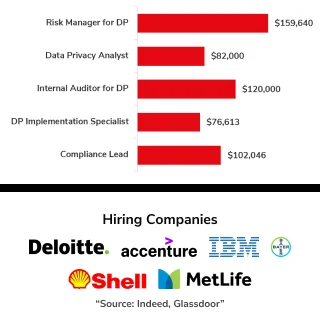 Risk Manager for DP $159,640
Data Privacy Analyst $82,000
Internal Auditor for DP $120,000
DP Implementation Specialist $76,613
Compliance Lead $102,046
Hiring Companies
Deloitte. accenture IBM BAYER
Shell MetLife
“Source: Indeed, Glassdoor”